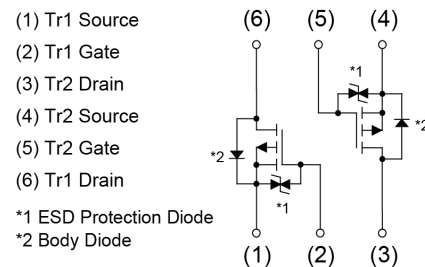 (1) Tr1 Source
(2) Tr1 Gate
(3) Tr2 Drain
(4) Tr2 Source
(5) Tr2 Gate
(6) Tr1 Drain
*1 ESD Protection Diode
*2 Body Diode
(6) (5) (4)
*1
*2
*2
*1
(1) (2) (3)